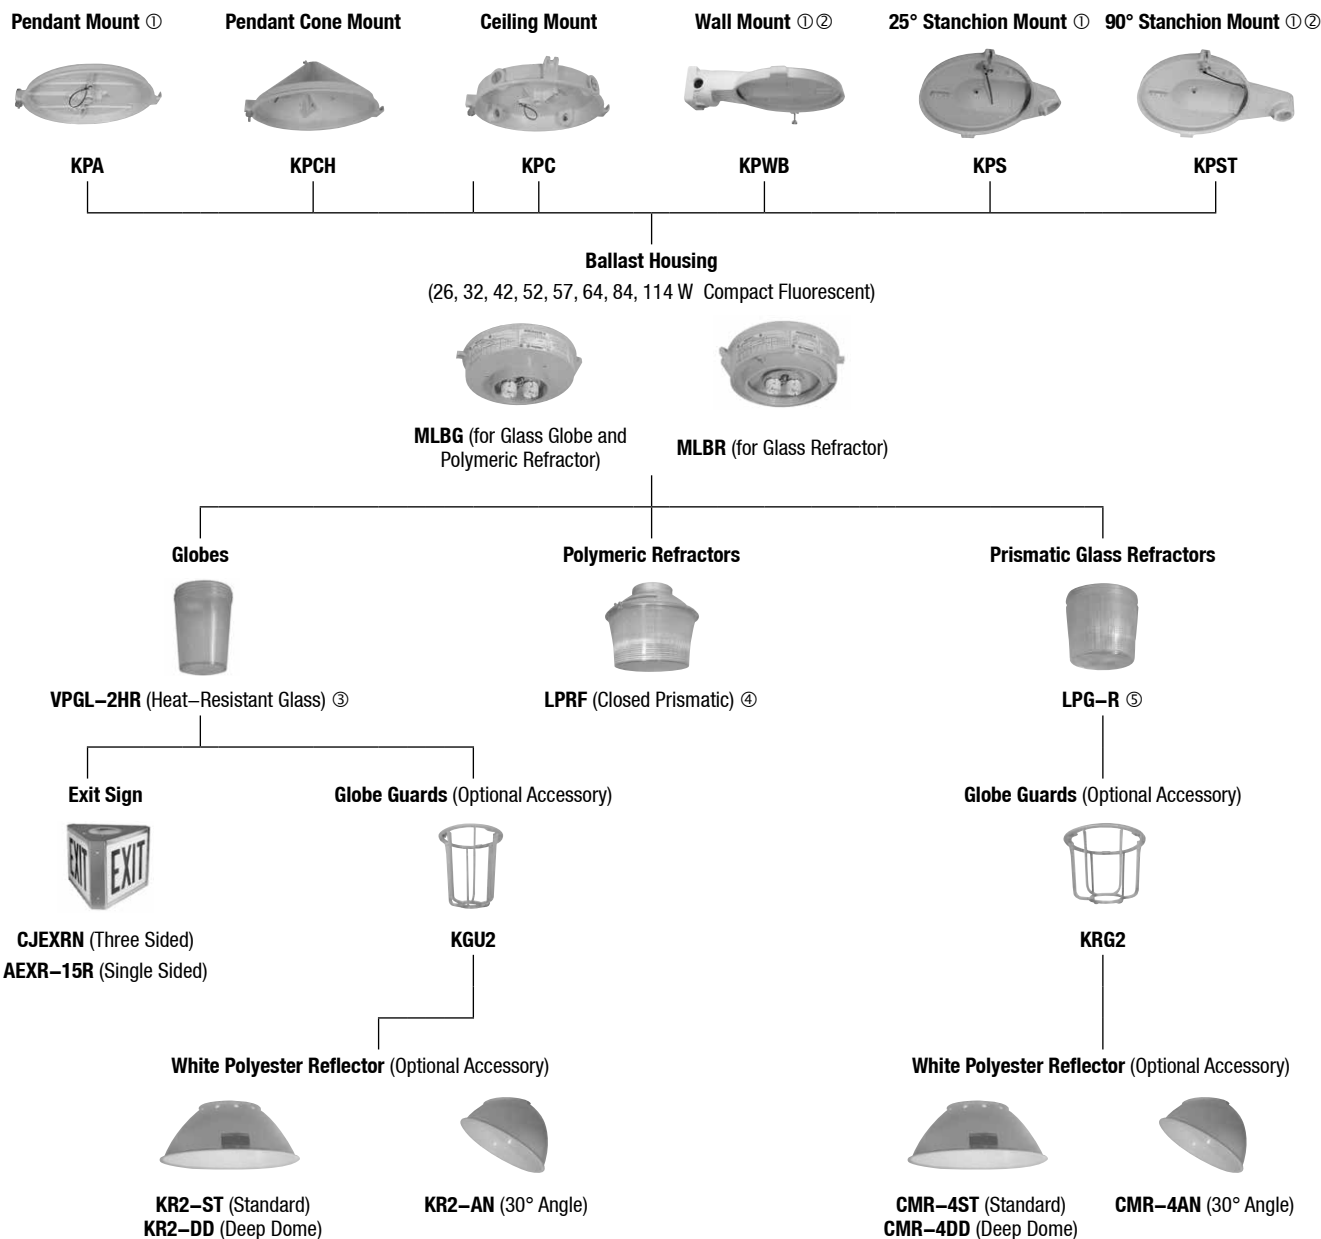 Pendant Mount ①
Pendant Cone Mount
Ceiling Mount
Wall Mount ①②
25° Stanchion Mount ①
90° Stanchion Mount ①②
KPA
KPCH
KPC
KPWB
KPS
KPST
Ballast Housing
(26, 32, 42, 52, 57, 64, 84, 114 W Compact Fluorescent)
MLBG (for Glass Globe and
Polymeric Refractor)
MLBR (for Glass Refractor)
Globes
Polymeric Refractors
Prismatic Glass Refractors
VPGL–2HR (Heat–Resistant Glass) ③
LPRF (Closed Prismatic) ④
LPG–R ⑤
Exit Sign
Globe Guards (Optional Accessory)
Globe Guards (Optional Accessory)
EXIT
EXIT
CJEXRN (Three Sided)
AEXR–15R (Single Sided)
KGU2
KRG2
White Polyester Reflector (Optional Accessory)
White Polyester Reflector (Optional Accessory)
KR2–ST (Standard)
KR2–DD (Deep Dome)
KR2–AN (30° Angle)
CMR–4ST (Standard)
CMR–4DD (Deep Dome)
CMR–4AN (30° Angle)